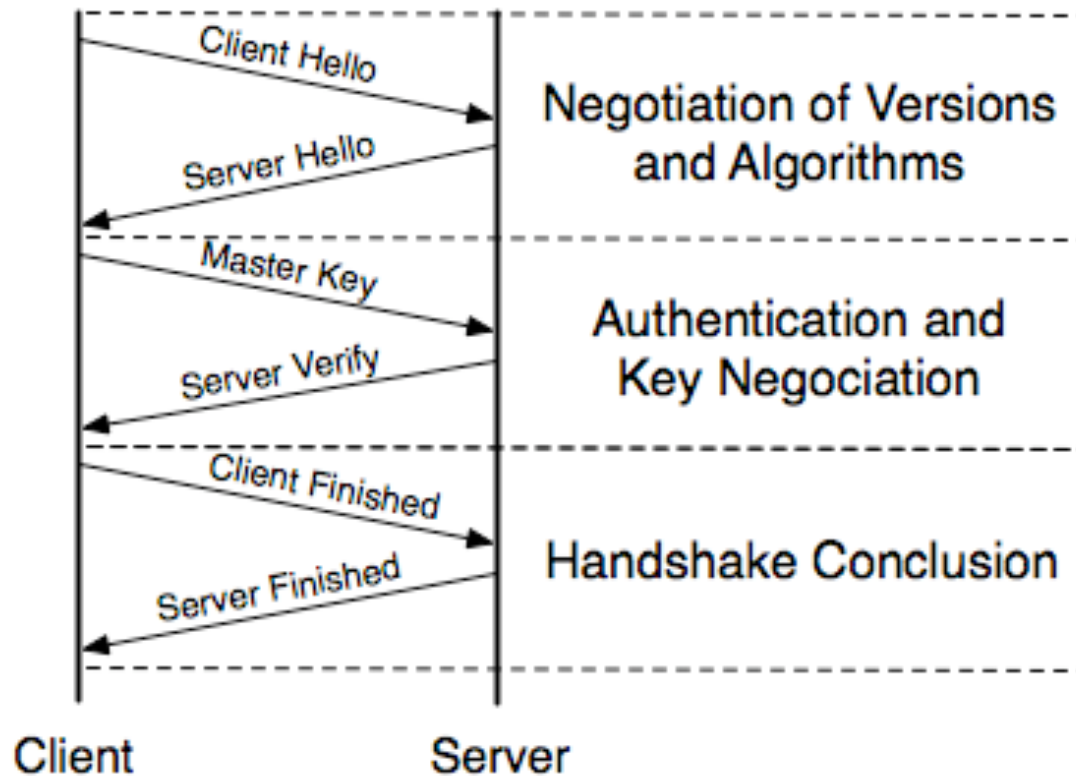 Client Hello
Negotiation of Versions
and Algorithms
Server Hello
Master Key
Authentication and
Key Negociation
Server Verify
Client Finished
Handshake Conclusion
Server Finished
Client
Server